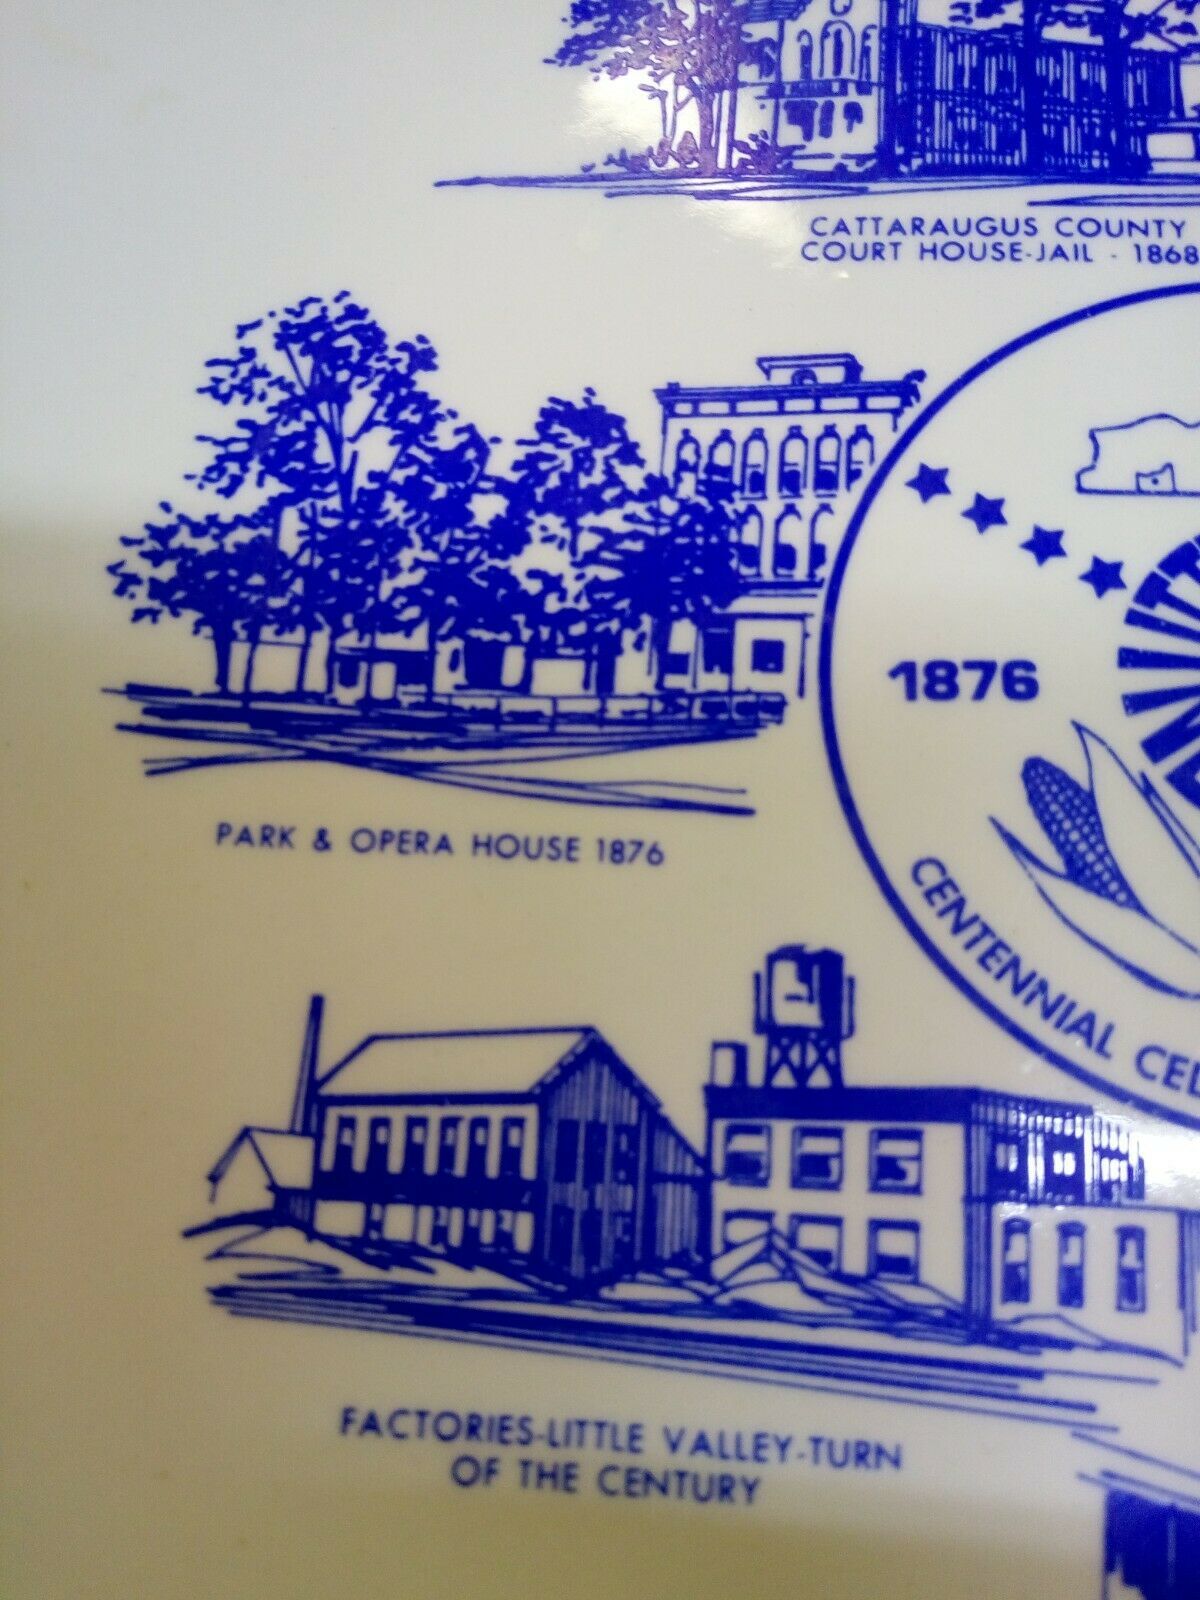 CATTARAUGUS COUNTY
COURT HOUSE-JAIL - 1868
1876
PARK & OPERA HOUSE 1876
CENTENNIAL
FACTORIES-LITTLE VALLEY-TURN
OF THE CENTURY